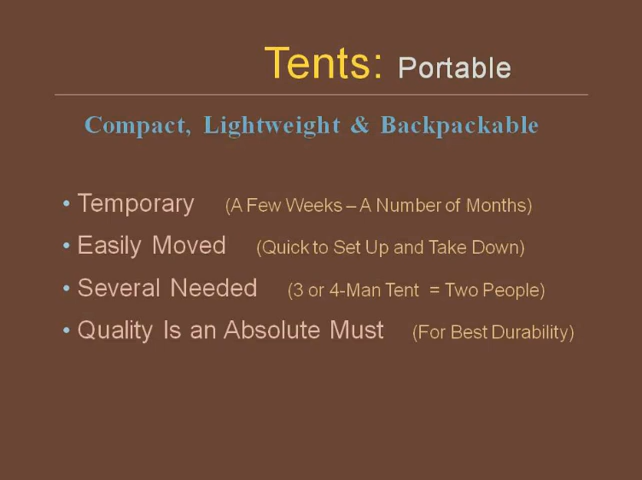 Tents: Portable
Compact, Lightweight & Backpackable
• Temporary (A Few Weeks – A Number of Months)
• Easily Moved (Quick to Set Up and Take Down)
• Several Needed (3 or 4-Man Tent = Two People)
• Quality Is an Absolute Must (For Best Durability)